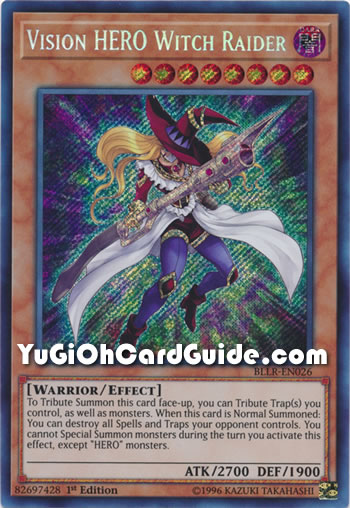 Vision HERO Witch Raider
闇
YuGiOhCardGuide.com
BLLR-EN026
[WARRIOR/EFFECT]
To Tribute Summon this card face-up, you can Tribute Trap(s) you
control, as well as monsters. When this card is Normal Summoned:
You can destroy all Spells and Traps your opponent controls. You
cannot Special Summon monsters during the turn you activate this
effect, except "HERO" monsters.
ATK/2700 DEF/1900
82697428 1st Edition ©1996 KAZUKI TAKAHASHI